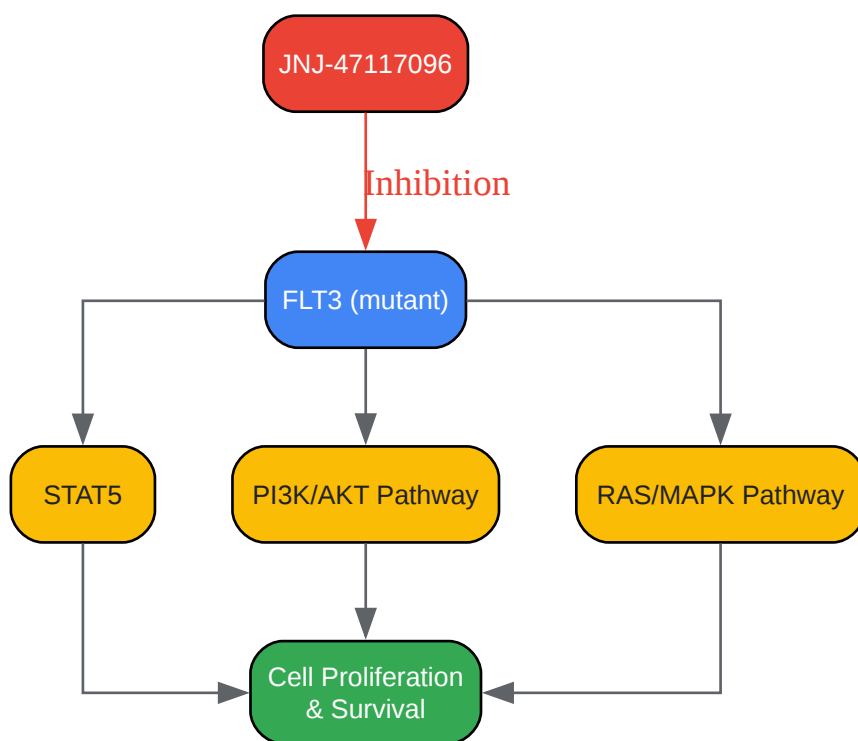 JNJ-47117096
Inhibition
FLT3 (mutant)
STAT5
PI3K/AKT Pathway
RAS/MAPK Pathway
Cell Proliferation
& Survival